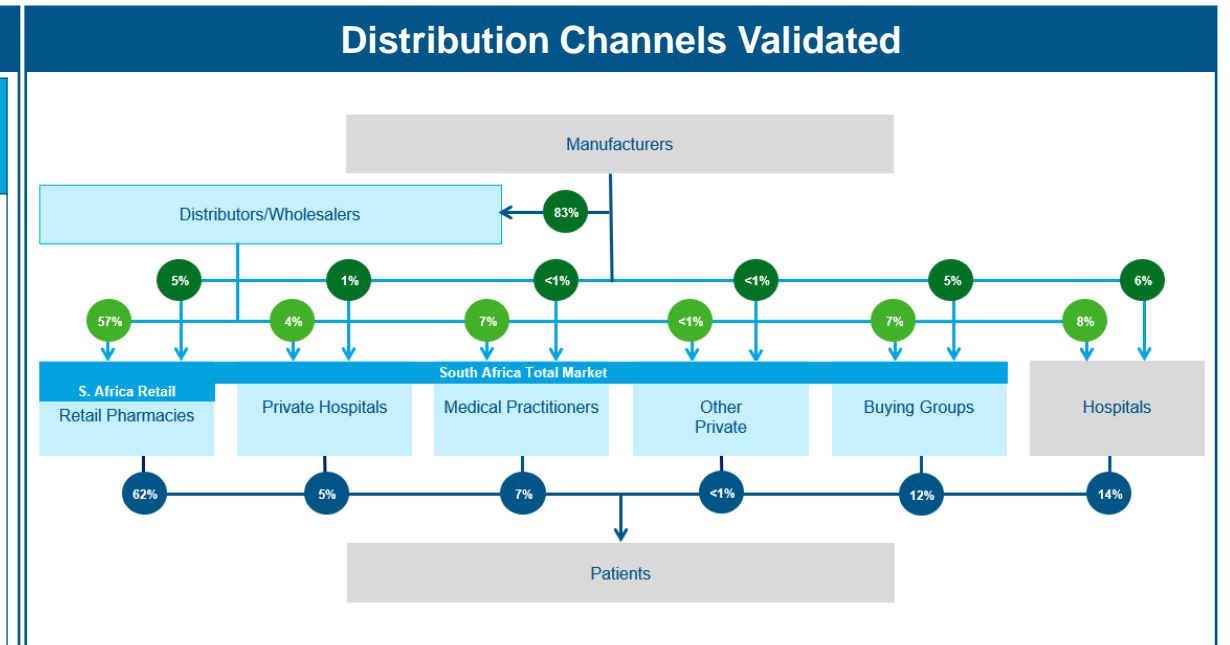 Distribution Channels Validated
Manufacturers
Distributors/Wholesalers
83%
5%
1%
<1%
<1%
5%
6%
57%
4%
7%
<1%
7%
8%
South Africa Total Market
S. Africa Retail
Retail Pharmacies
Private Hospitals
Medical Practitioners
Other
Private
Buying Groups
Hospitals
62%
5%
7%
<1%
12%
14%
Patients